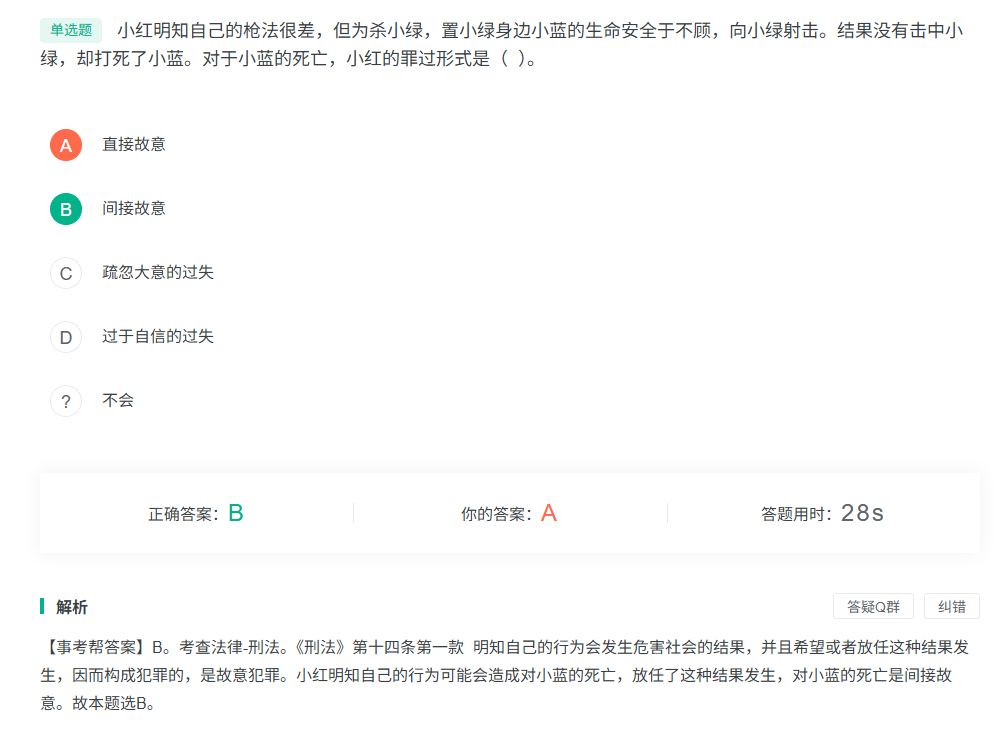 单选题 小红明知自己的枪法很差，但为杀小绿，置小绿身边小蓝的生命安全于不顾，向小绿射击。结果没有击中小
绿，却打死了小蓝。对于小蓝的死亡，小红的罪过形式是（ ）。
A 直接故意
B 间接故意
C 疏忽大意的过失
D 过于自信的过失
? 不会
正确答案：B 你的答案：A 答题用时：28s
解析 答疑Q群 纠错
【事考帮答案】B。考查法律-刑法。《刑法》第十四条第一款 明知自己的行为会发生危害社会的结果，并且希望或者放任这种结果发
生，因而构成犯罪的，是故意犯罪。小红明知自己的行为可能会造成对小蓝的死亡，放任了这种结果发生，对小蓝的死亡是间接故
意。故本题选B。